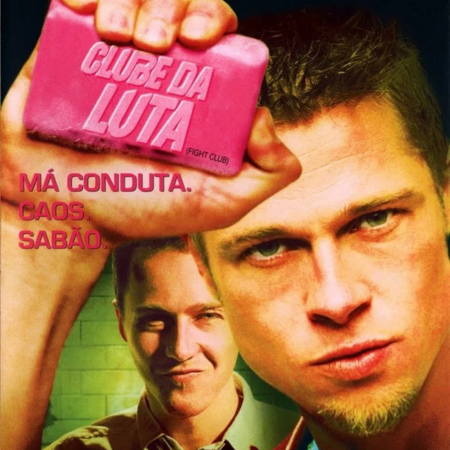 CLUBE DA
LUTA
(FIGHT CLUB)
MÁ CONDUTA.
CAOS.
SABÃO.